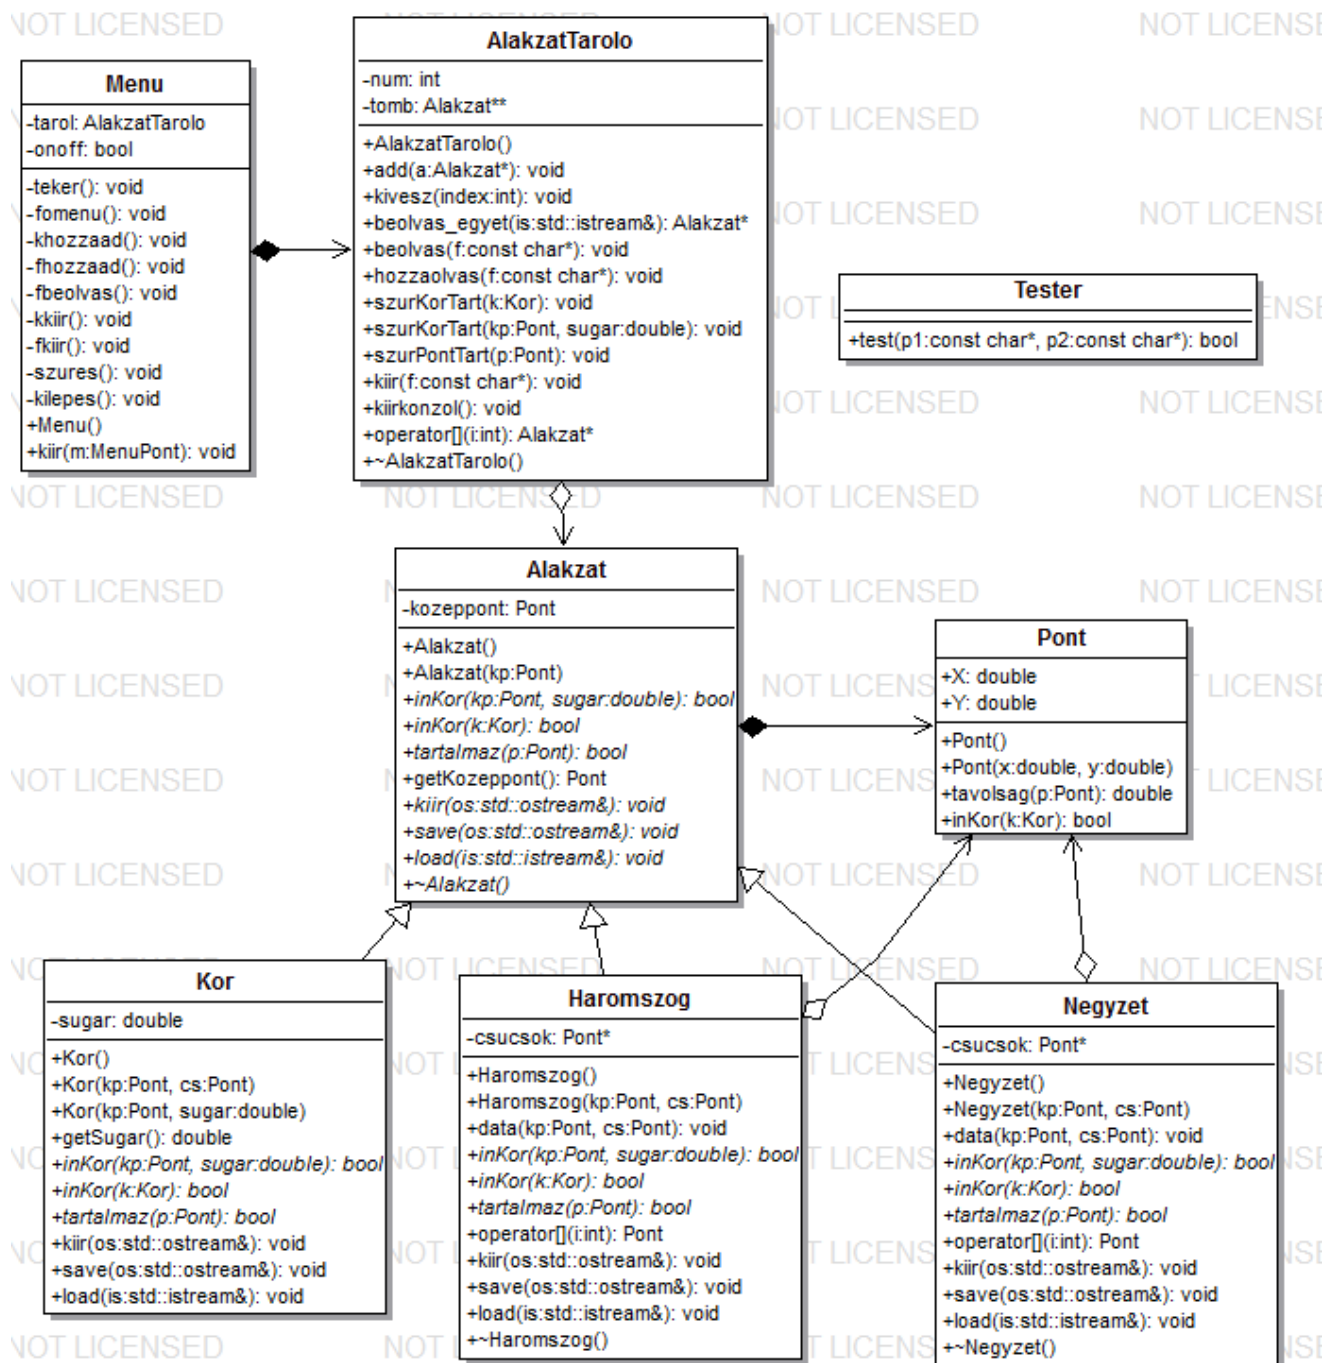 Menu
-tarol: AlakzatTarolo
-onoff: bool
-teker(): void
-fomenu(): void
-khozzaad(): void
-fhozzaad(): void
-fbeolvas(): void
-kkiir(): void
-fkiir(): void
-szures(): void
-kilepes(): void
+Menu()
+kiir(m:MenuPont): void
AlakzatTarolo
-num: int
-tomb: Alakzat**
+AlakzatTarolo()
+add(a:Alakzat*): void
+kivesz(index:int): void
+beolvas_egyet(is:std::istream&): Alakzat*
+beolvas(f:const char*): void
+hozzaolvas(f:const char*): void
+szurKorTart(k:Kor): void
+szurKorTart(kp:Pont, sugar:double): void
+szurPontTart(p:Pont): void
+kiir(f:const char*): void
+kiirkonzol(): void
+operator[](i:int): Alakzat*
+~AlakzatTarolo()
Tester
+test(p1:const char*, p2:const char*): bool
Alakzat
-kozeppont: Pont
+Alakzat()
+Alakzat(kp:Pont)
+inKor(kp:Pont, sugar:double): bool
+inKor(k:Kor): bool
+tartalmaz(p:Pont): bool
+getKozeppont(): Pont
+kiir(os:std::ostream&): void
+save(os:std::ostream&): void
+load(is:std::istream&): void
+~Alakzat()
Pont
+X: double
+Y: double
+Pont()
+Pont(x:double, y:double)
+tavolsag(p:Pont): double
+inKor(k:Kor): bool
Kor
-sugar: double
+Kor()
+Kor(kp:Pont, cs:Pont)
+Kor(kp:Pont, sugar:double)
+getSugar(): double
+inKor(kp:Pont, sugar:double): bool
+inKor(k:Kor): bool
+tartalmaz(p:Pont): bool
+kiir(os:std::ostream&): void
+save(os:std::ostream&): void
+load(is:std::istream&): void
Haromszog
-csucsok: Pont*
+Haromszog()
+Haromszog(kp:Pont, cs:Pont)
+data(kp:Pont, cs:Pont): void
+inKor(kp:Pont, sugar:double): bool
+inKor(k:Kor): bool
+tartalmaz(p:Pont): bool
+operator[](i:int): Pont
+kiir(os:std::ostream&): void
+save(os:std::ostream&): void
+load(is:std::istream&): void
+~Haromszog()
Negyzet
-csucsok: Pont*
+Negyzet()
+Negyzet(kp:Pont, cs:Pont)
+data(kp:Pont, cs:Pont): void
+inKor(kp:Pont, sugar:double): bool
+inKor(k:Kor): bool
+tartalmaz(p:Pont): bool
+operator[](i:int): Pont
+kiir(os:std::ostream&): void
+save(os:std::ostream&): void
+load(is:std::istream&): void
+~Negyzet()